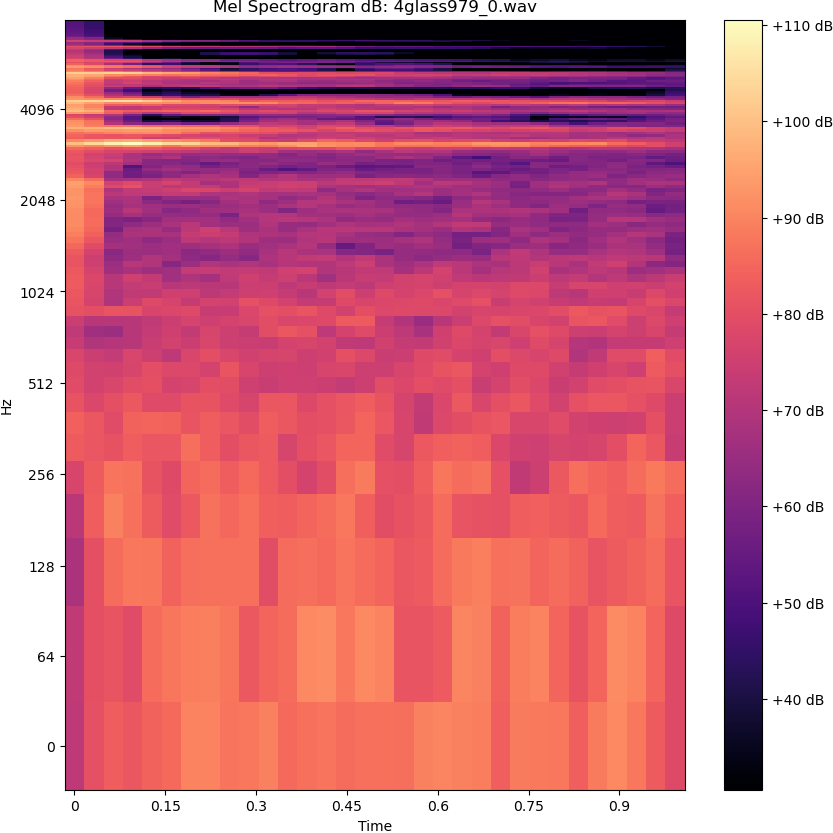 Mel Spectrogram dB: 4glass979_0.wav
+110 dB
+100 dB
+90 dB
+80 dB
+70 dB
+60 dB
+50 dB
+40 dB
Hz
4096
2048
1024
512
256
128
64
0
0 0.15 0.3 0.45 0.6 0.75 0.9
Time